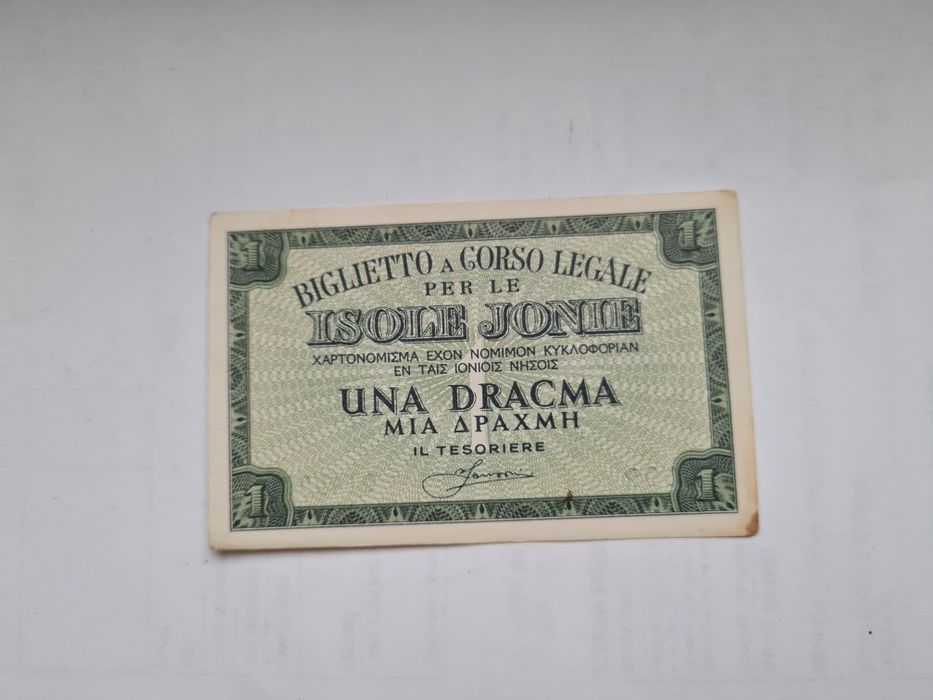 1 1
BIGLIETTO A CORSO LEGALE
PER LE
ISOLE JONIE
ΧΑΡΤΟΝΟΜΙΣΜΑ ΕΧΟΝ ΝΟΜΙΜΟΝ ΚΥΚΛΟΦΟΡΙΑΝ
ΕΝ ΤΑΙΣ ΙΟΝΙΟΙΣ ΝΗΣΟΙΣ
UNA DRACMA
ΜΙΑ ΔΡΑΧΜΗ
IL TESORIERE
1 1